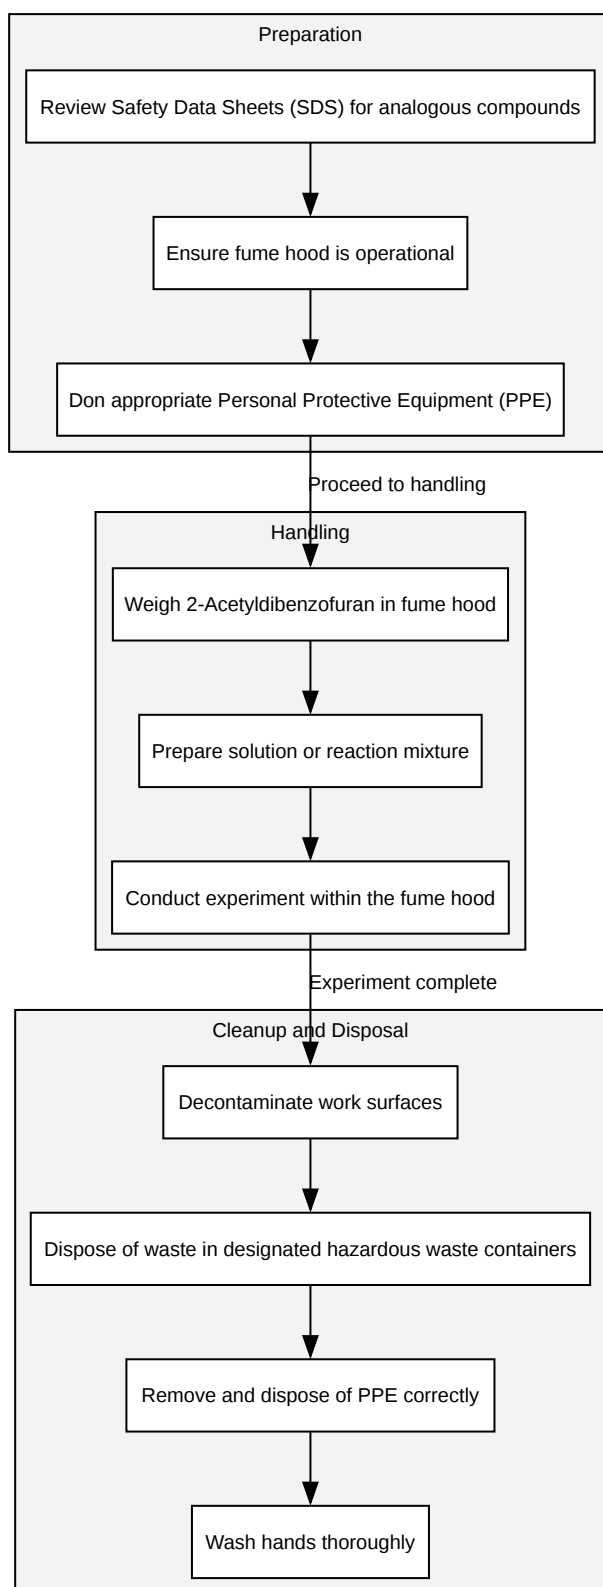 Preparation
Review Safety Data Sheets (SDS) for analogous compounds
Ensure fume hood is operational
Don appropriate Personal Protective Equipment (PPE)
Proceed to handling
Handling
Weigh 2-Acetyldibenzofuran in fume hood
Prepare solution or reaction mixture
Conduct experiment within the fume hood
Experiment complete
Cleanup and Disposal
Decontaminate work surfaces
Dispose of waste in designated hazardous waste containers
Remove and dispose of PPE correctly
Wash hands thoroughly